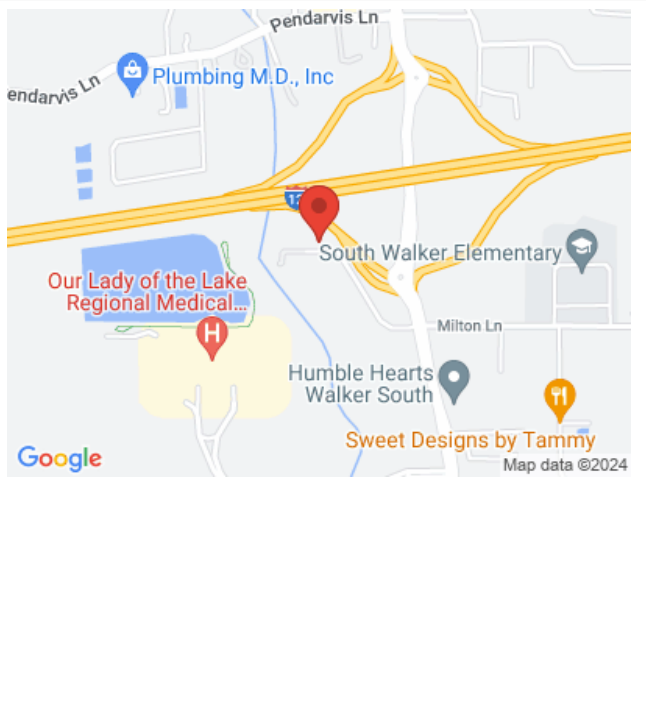 Pendarvis Ln
endarvis Ln
Plumbing M.D., Inc
South Walker Elementary
Our Lady of the Lake
Regional Medical...
H
Milton Ln
Humble Hearts
Walker South
Sweet Designs by Tammy
Google
Map data ©2024